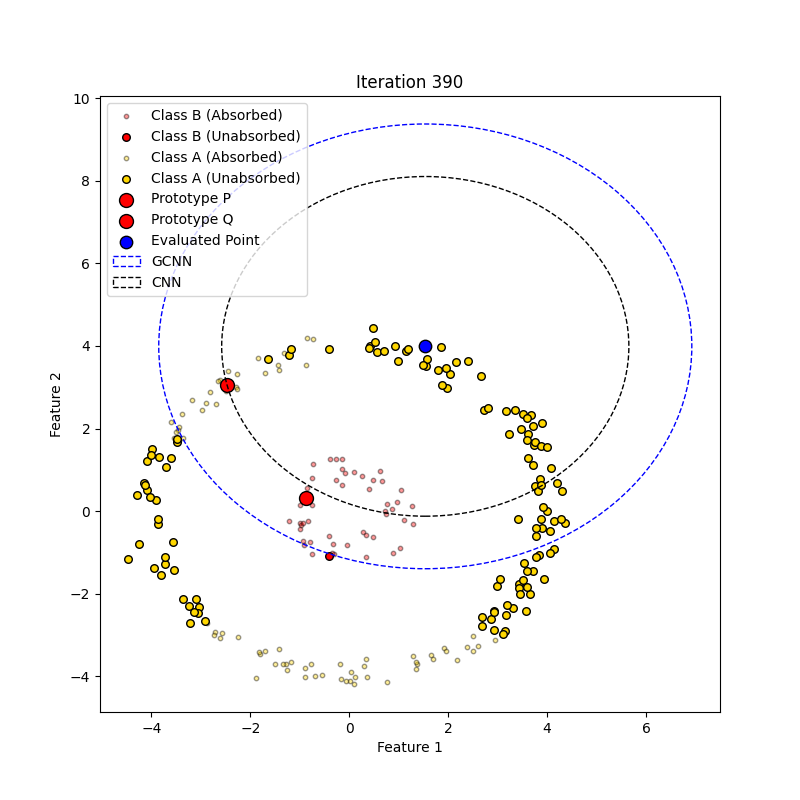 Iteration 390
10
8
6
4
2
0
−2
−4
Feature 2
Class B (Absorbed)
Class B (Unabsorbed)
Class A (Absorbed)
Class A (Unabsorbed)
Prototype P
Prototype Q
Evaluated Point
GCNN
CNN
−4 −2 0 2 4 6
Feature 1